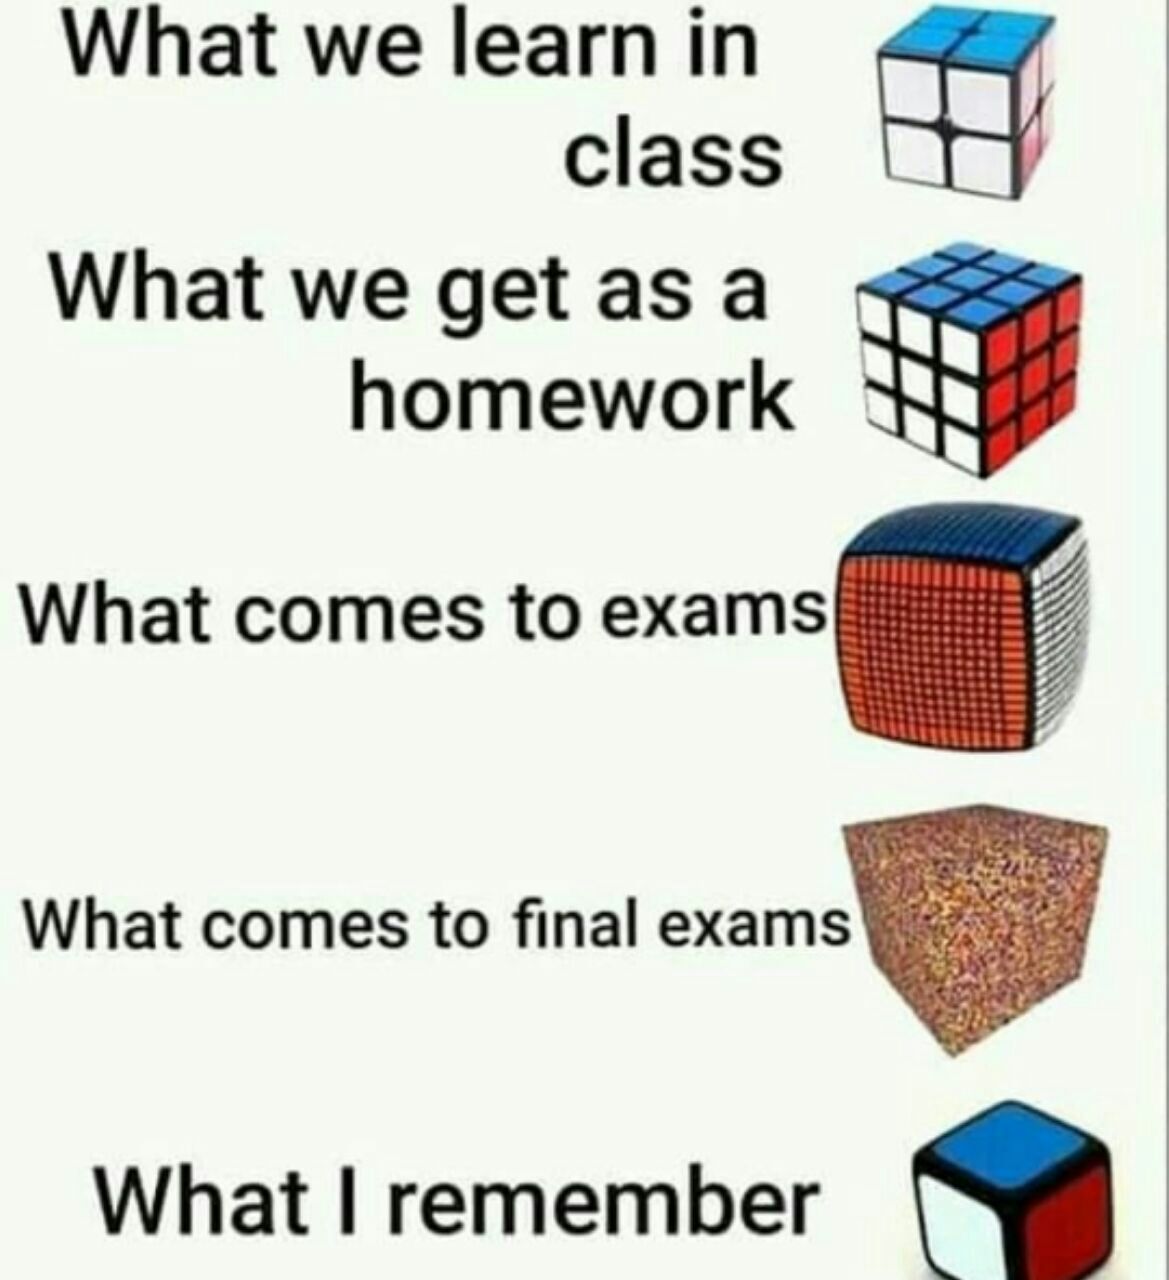 What we learn in
class
What we get as a
homework
What comes to exams
What comes to final exams
What I remember